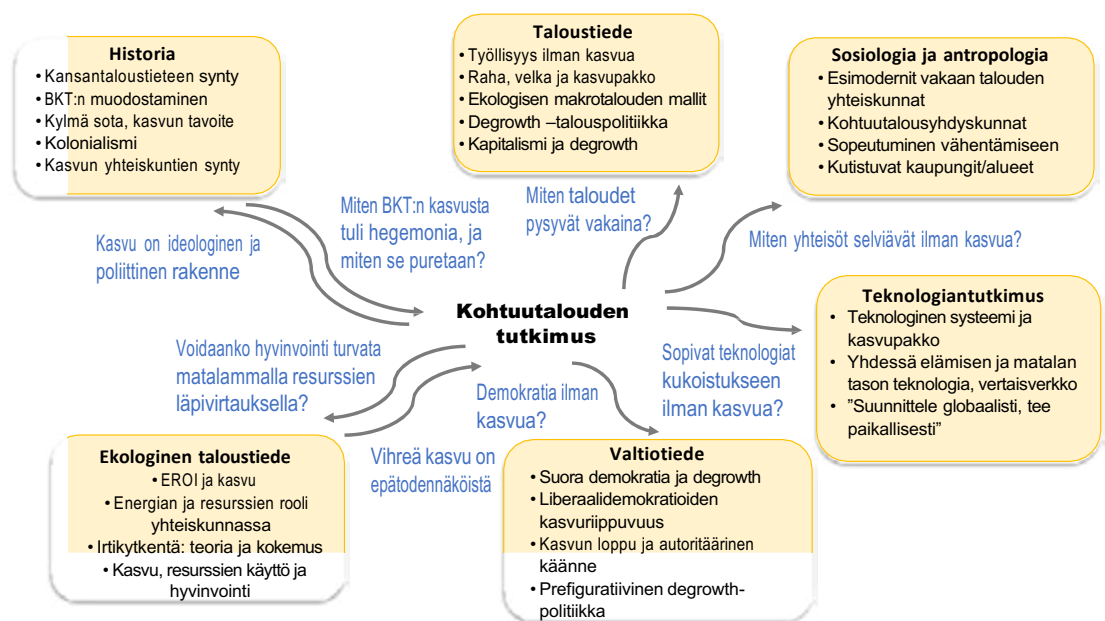 Historia
• Kansantaloustieteen synty
• BKT:n muodostaminen
• Kylmä sota, kasvun tavoite
• Kolonialismi
• Kasvun yhteiskuntien synty
Taloustiede
• Työllisyys ilman kasvua
• Raha, velka ja kasvupakko
• Ekologisen makrotalouden mallit
• Degrowth –talouspolitiikka
• Kapitalismi ja degrowth
Sosiologia ja antropologia
• Esimodernit vakaan talouden
yhteiskunnat
• Kohtuutalousyhdyskunnat
• Sopeutuminen vähentämiseen
• Kutistuvat kaupungit/alueet
Kasvu on ideologinen ja
poliittinen rakenne
Miten BKT:n kasvusta
tuli hegemonia, ja
miten se puretaan?
Miten taloudet
pysyvät vakaina?
Miten yhteisöt selviävät ilman kasvua?
Kohtuutalouden
tutkimus
Teknologiantutkimus
• Teknologinen systeemi ja
kasvupakko
• Yhdessä elämisen ja matalan
tason teknologia, vertaisverkko
• ”Suunnittele globaalisti, tee
paikallisesti”
Voidaanko hyvinvointi turvata
matalammalla resurssien
läpivirtauksella?
Demokratia ilman
kasvua?
Sopivat teknologiat
kukoistukseen
ilman kasvua?
Vihreä kasvu on
epätodennäköistä
Ekologinen taloustiede
• EROI ja kasvu
• Energian ja resurssien rooli
yhteiskunnassa
• Irtikytkentä: teoria ja kokemus
• Kasvu, resurssien käyttö ja
hyvinvointi
Valtiotiede
• Suora demokratia ja degrowth
• Liberaalidemokratioiden
kasvuriippuvuus
• Kasvun loppu ja autoritäärinen
käänne
• Prefiguratiivinen degrowth-
politiikka